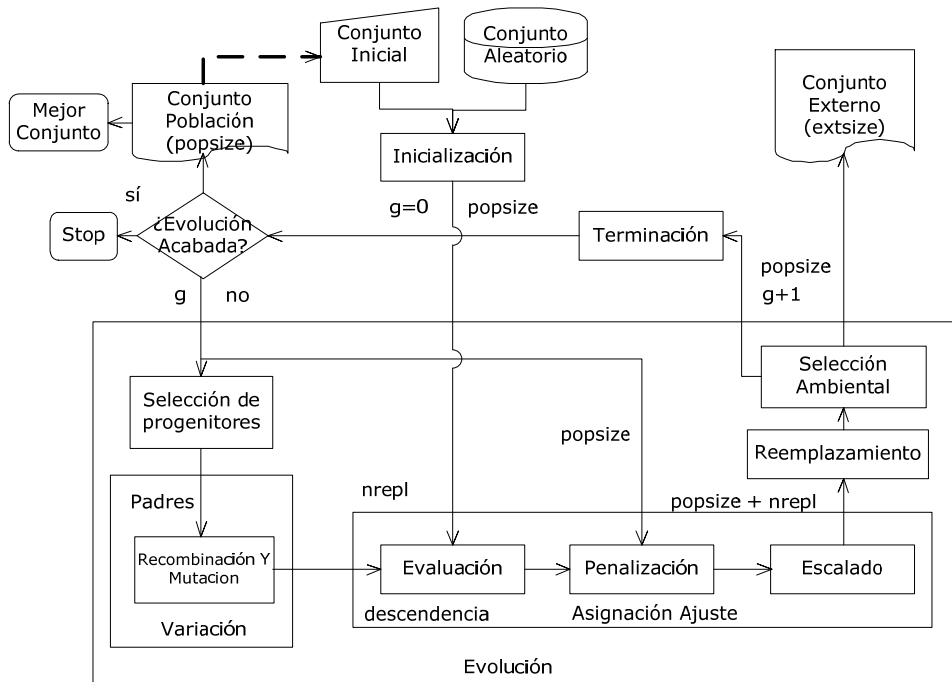 Conjunto
Inicial
Conjunto
Aleatorio
Conjunto
Externo
(extsize)
Mejor
Conjunto
Conjunto
Población
(popsize)
Inicialización
sí
g=0
popsize
Stop
¿Evolución
Acabada?
Terminación
popsize
g+1
g
no
Selección de
progenitores
Selección
Ambiental
popsize
Reemplazamiento
Padres
nrepl
popsize + nrepl
Recombinación Y
Mutacion
Evaluación
Penalización
Escalado
descendencia
Asignación Ajuste
Variación
Evolución